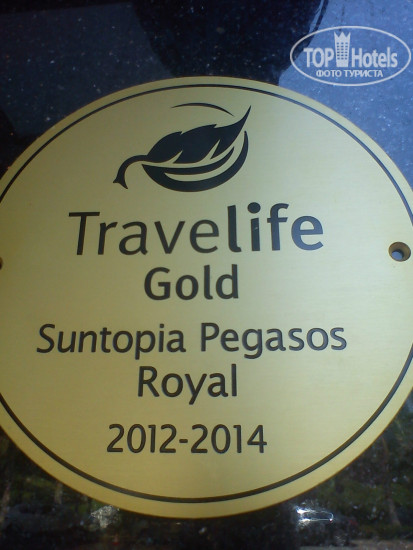 TOP Hotels
ФОТО ТУРИСТА
Travelife
Gold
Suntopia Pegasos
Royal
2012-2014